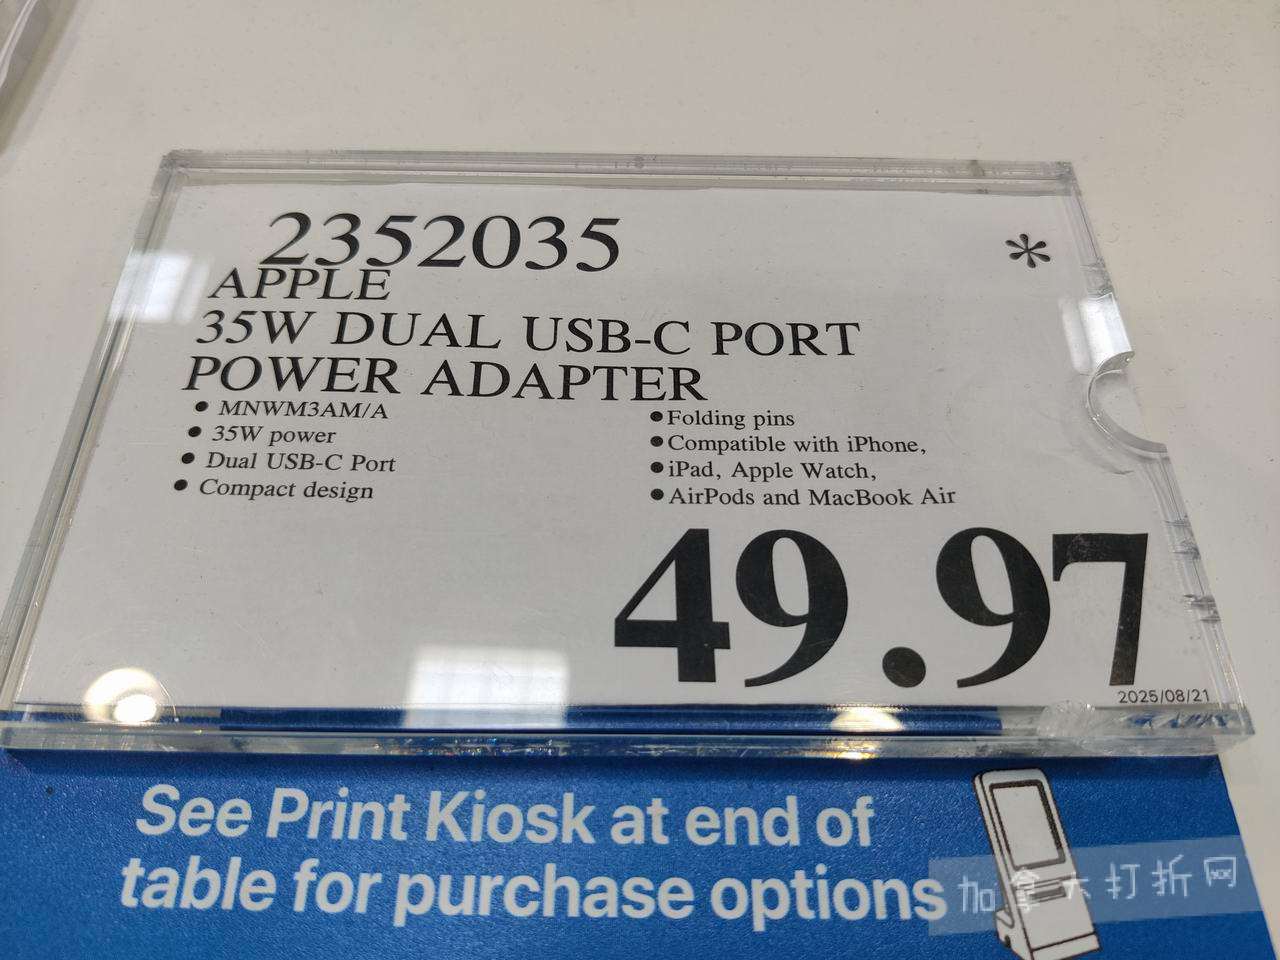 2352035
*
APPLE
35W DUAL USB-C PORT
POWER ADAPTER
• MNWM3AM/A
• 35W power
• Dual USB-C Port
• Compact design
• Folding pins
• Compatible with iPhone,
• iPad, Apple Watch,
• AirPods and MacBook Air
49.97
2025/08/21
See Print Kiosk at end of
table for purchase options
加拿大打折网